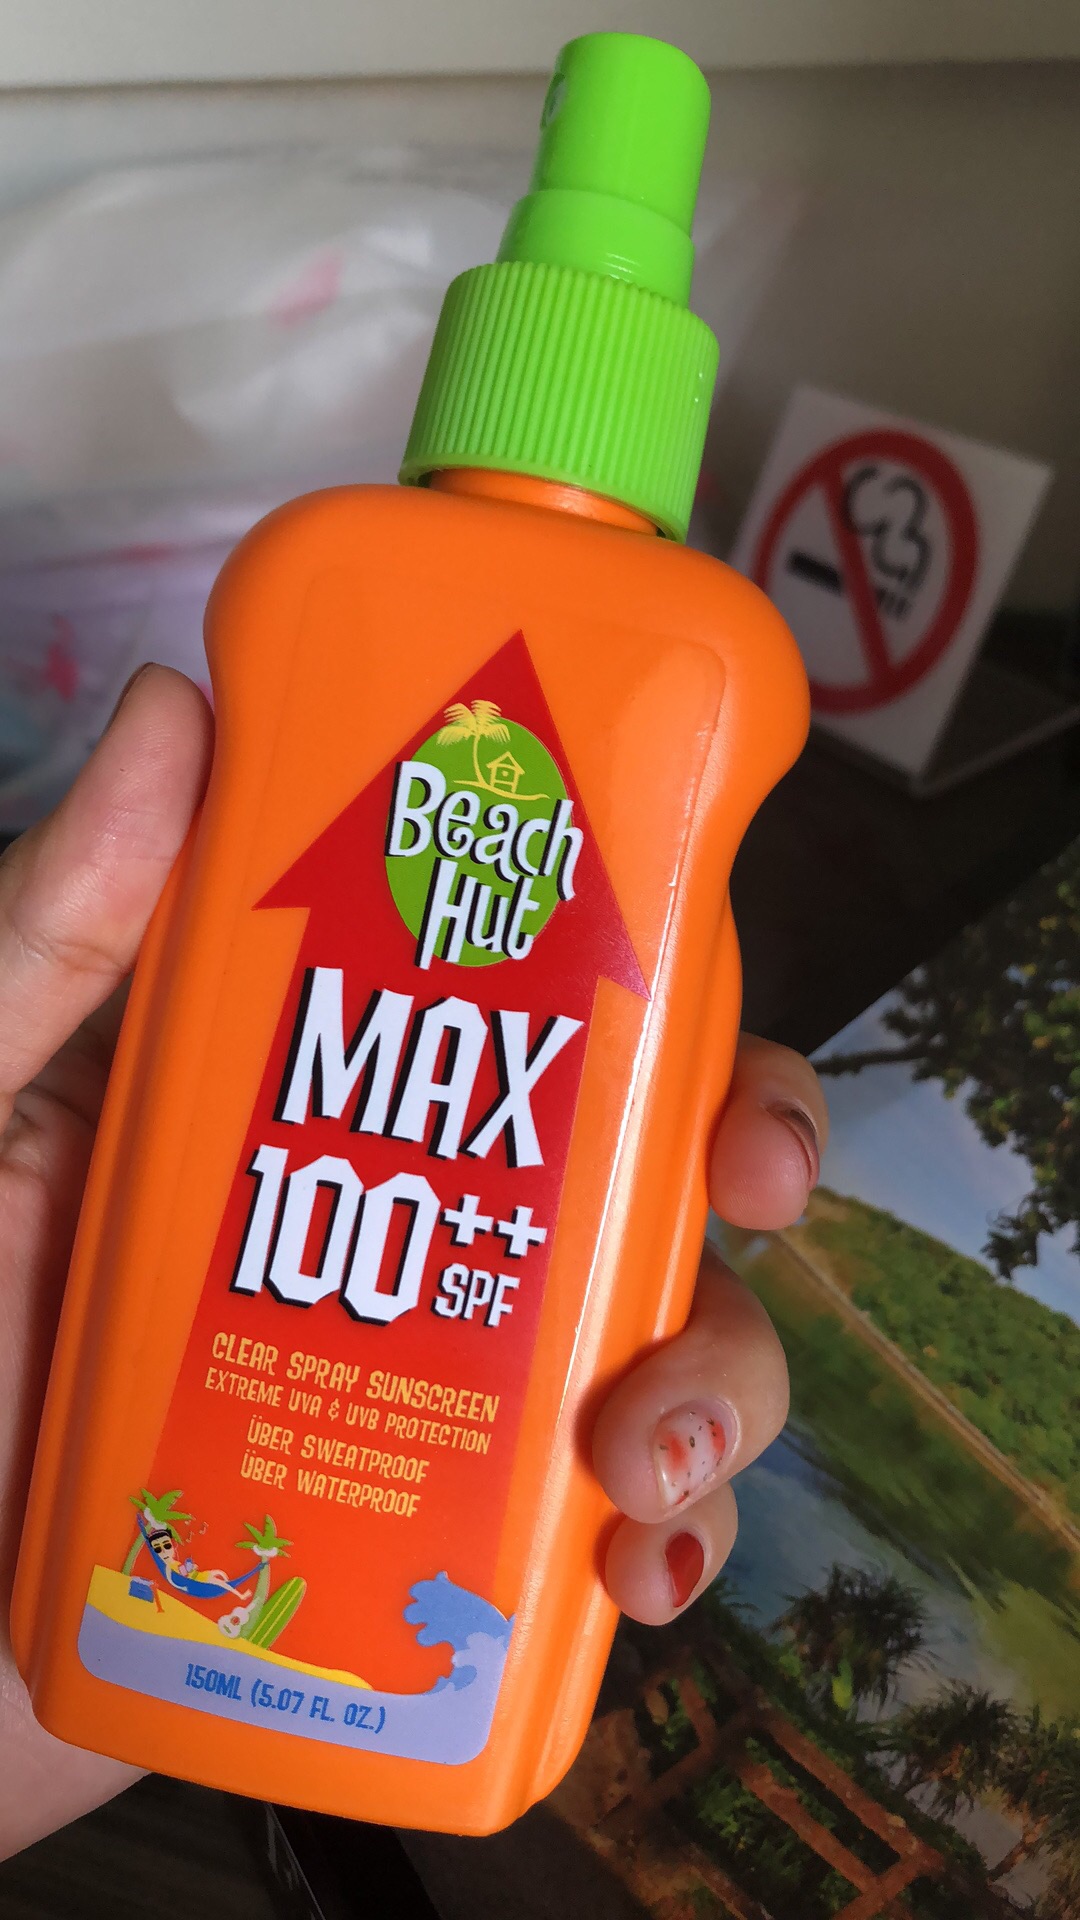 Beach
Hut
MAX
100++
SPF
CLEAR SPRAY SUNSCREEN
EXTREME UVA & UVB PROTECTION
ÜBER SWEATPROOF
ÜBER WATERPROOF
150ML (5.07 FL. OZ.)